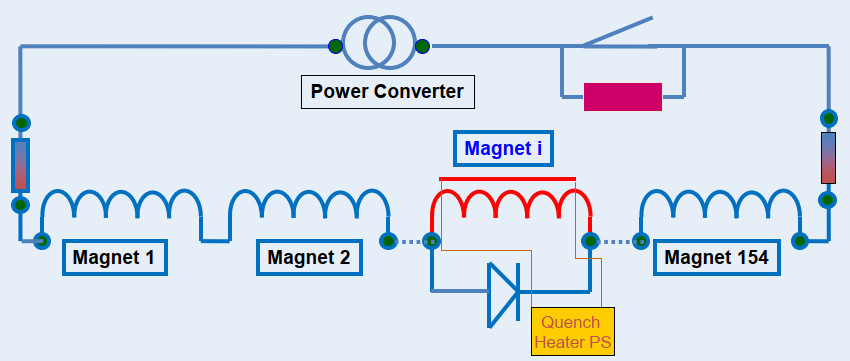 Power Converter
Magnet i
Magnet 1
Magnet 2
Magnet 154
Quench
Heater PS